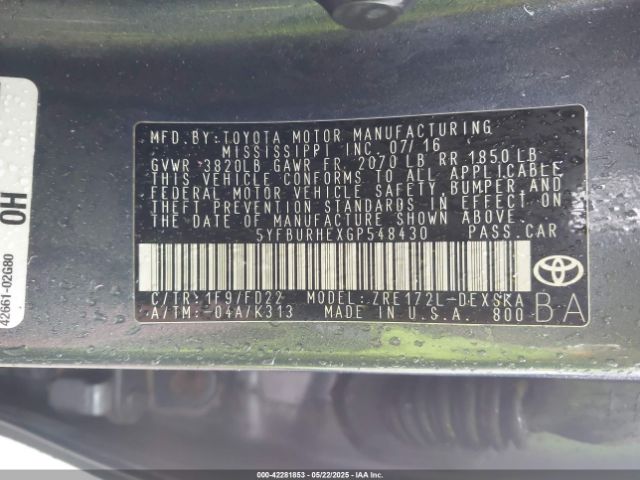 MFD. BY: TOYOTA MOTOR MANUFACTURING
MISSISSIPPI INC. 07/16
GVWR 3820LB GAWR FR. 2070 LB RR 1850 LB
THIS VEHICLE CONFORMS TO ALL APPLICABLE
FEDERAL MOTOR VEHICLE SAFETY, BUMPER, AND
THEFT PREVENTION STANDARDS IN EFFECT ON
THE DATE OF MANUFACTURE SHOWN ABOVE.
5YFBURHEXGP548430 PASS.CAR
C/TR: 1F9/FD22 MODEL: ZRE172L-DEXSKA
A/TM: -04A/K313 MADE IN U.S.A. 800
BA
0H
42661-02G80
000-42281853 - 05/22/2025 - IAAI.COM